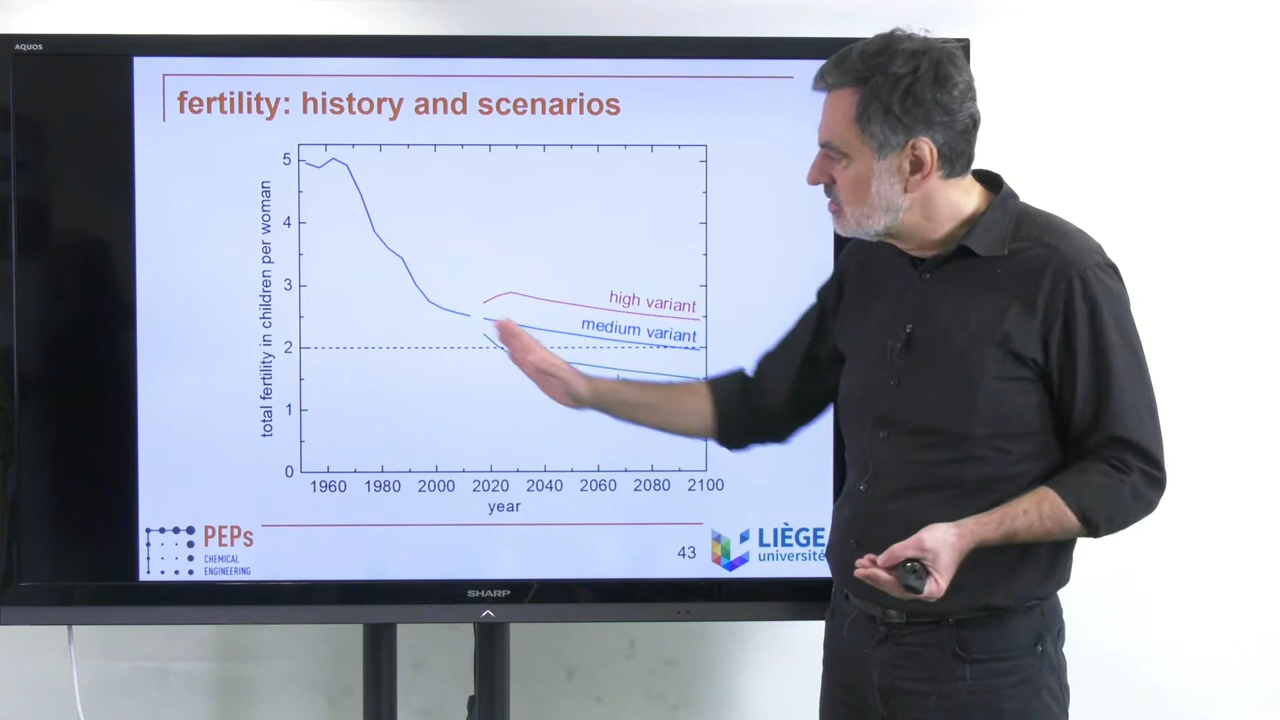 AQUOS
fertility: history and scenarios
total fertility in children per woman
5
4
3
2
1
0
high variant
medium variant
1960 1980 2000 2020 2040 2060 2080 2100
year
PEPs
CHEMICAL
ENGINEERING
43
LIÈGE
université
SHARP